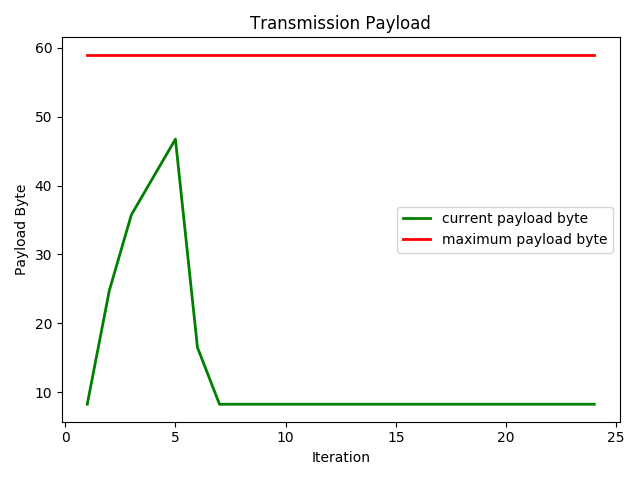 Transmission Payload
60
50
40
30
20
10
Payload Byte
current payload byte
maximum payload byte
0 5 10 15 20 25
Iteration